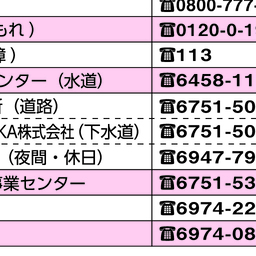 ☎0800-777-
もれ） ☎0120-0-1
障） ☎113
ンター（水道） ☎6458-11
所（道路） ☎6751-50
KA株式会社（下水道） ☎6751-50
（夜間・休日） ☎6947-79
事業センター ☎6751-53
☎6974-22
☎6974-08